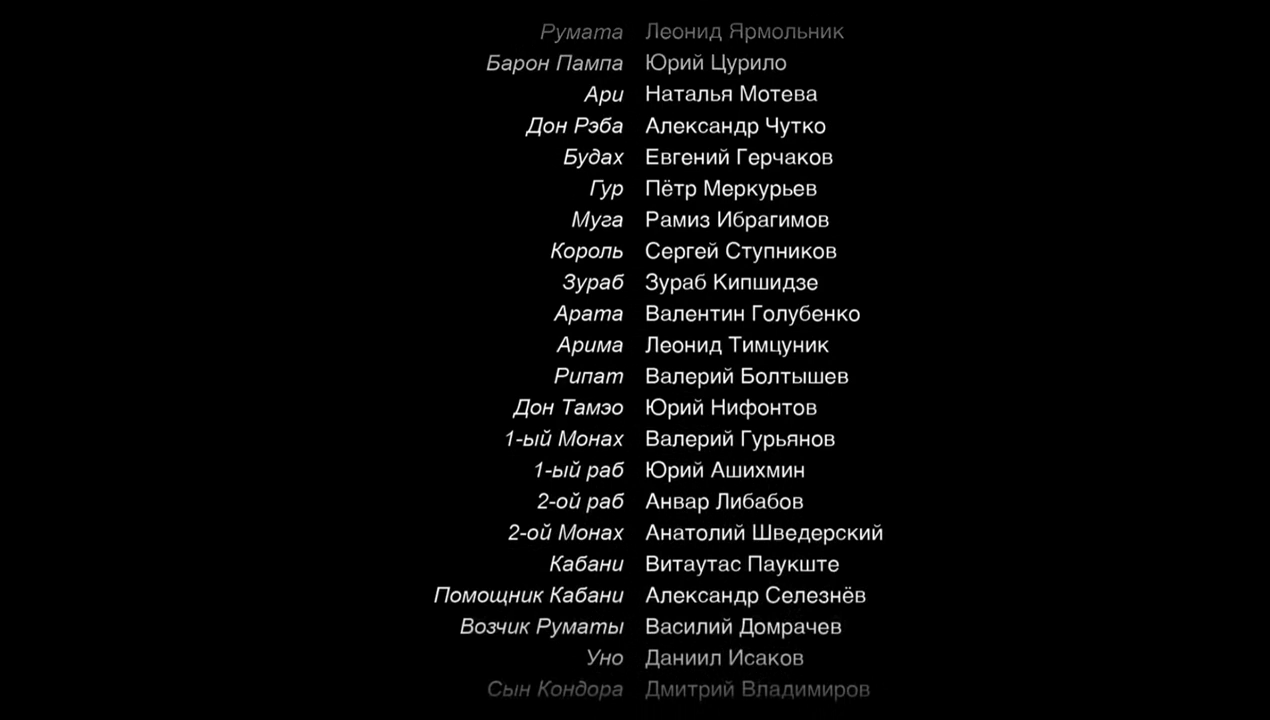 Румата Леонид Ярмольник
Барон Пампа Юрий Цурило
Ари Наталья Мотева
Дон Рэба Александр Чутко
Будах Евгений Герчаков
Гур Пётр Меркурьев
Муга Рамиз Ибрагимов
Король Сергей Ступников
Зураб Зураб Кипшидзе
Арата Валентин Голубенко
Арима Леонид Тимцуник
Рипат Валерий Болтышев
Дон Тамэо Юрий Нифонтов
1-ый Монах Валерий Гурьянов
1-ый раб Юрий Ашихмин
2-ой раб Анвар Либабов
2-ой Монах Анатолий Шведерский
Кабани Витаутас Паукште
Помощник Кабани Александр Селезнёв
Возчик Руматы Василий Домрачев
Уно Даниил Исаков
Сын Кондора Дмитрий Владимиров